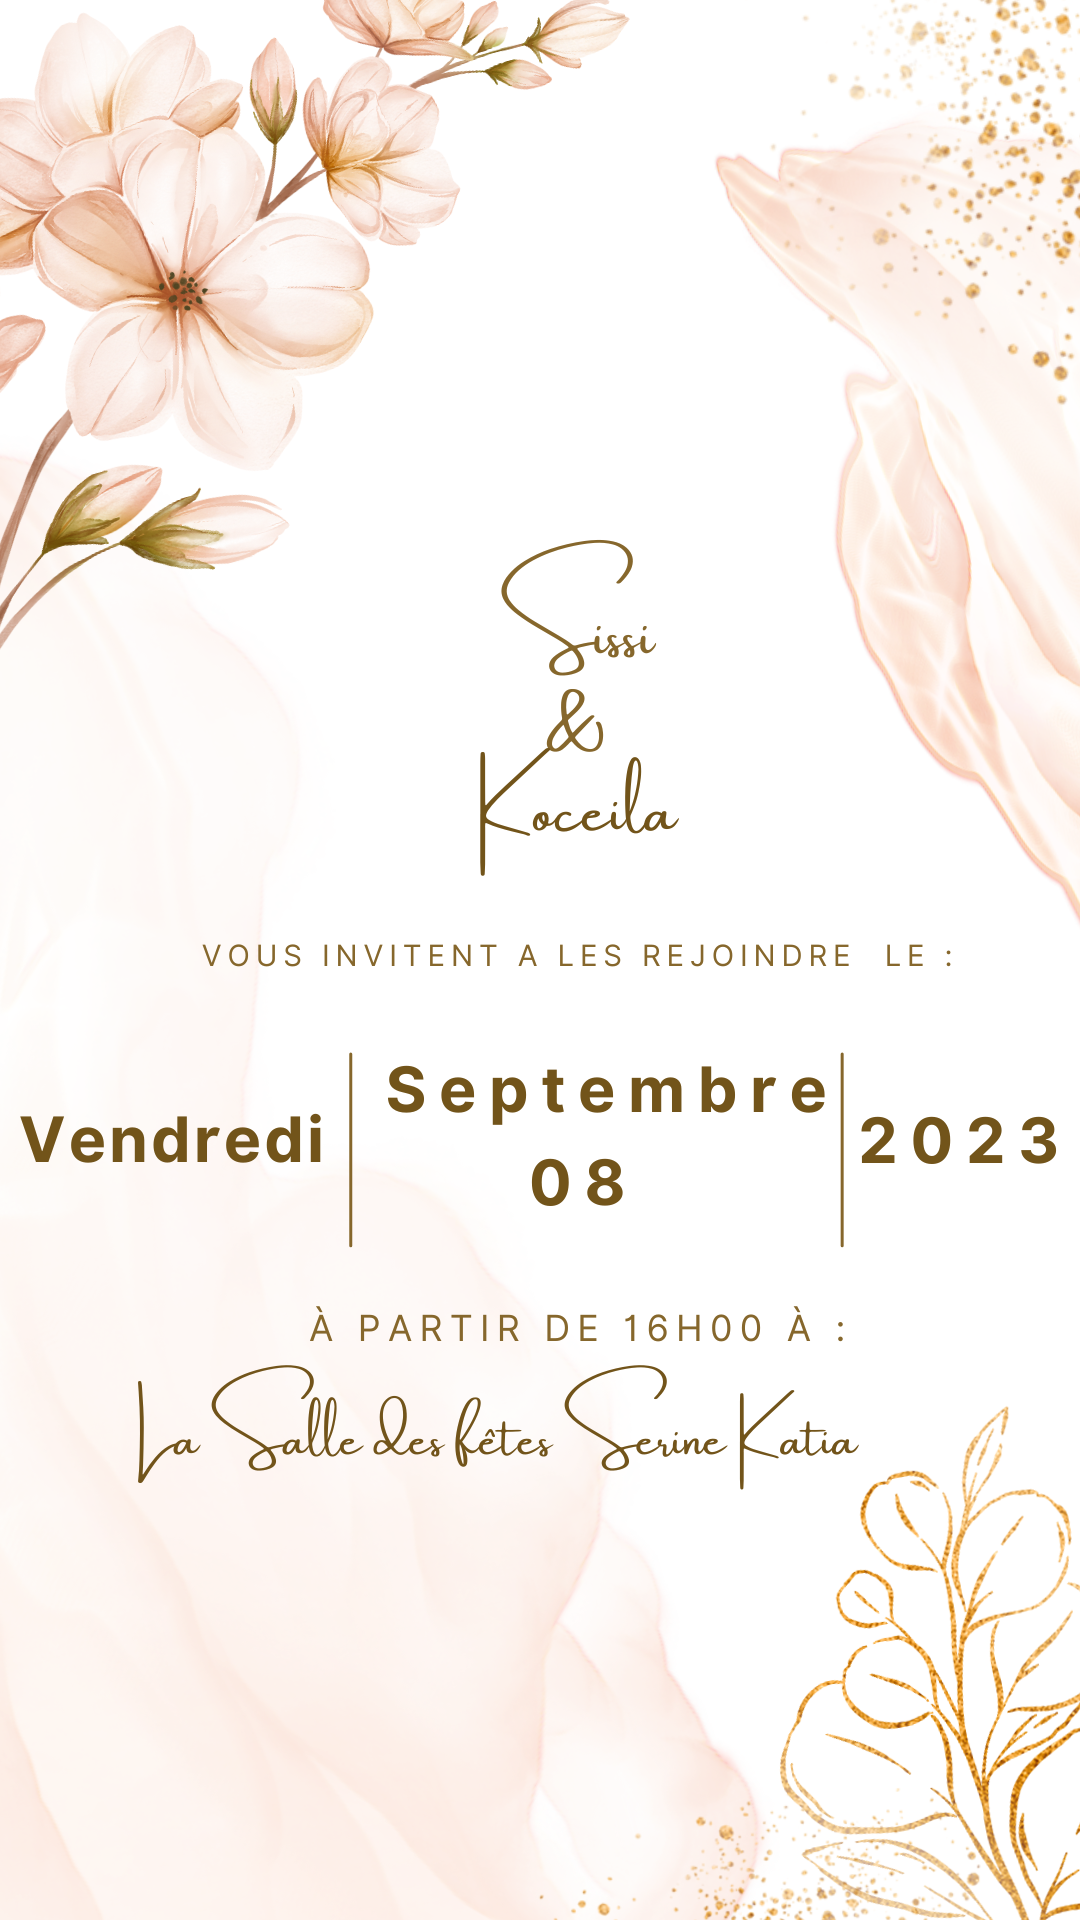 Sissi
&
Koceila
VOUS INVITENT A LES REJOINDRE LE :
Vendredi
Septembre
08
2023
À PARTIR DE 16H00 À :
La Salle des fêtes Serine Katia